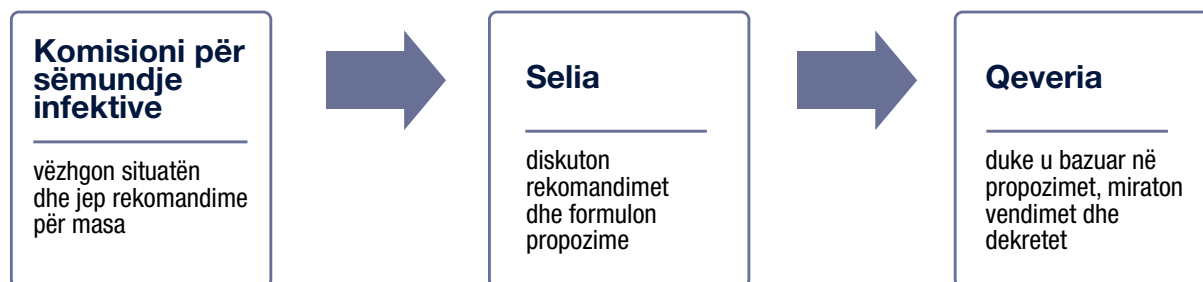 Komisioni për
sëmundje
infektive
vëzhgon situatën
dhe jep rekomandime
për masa
Selia
diskuton
rekomandimet
dhe formulon
propozime
Qeveria
duke u bazuar në
propozimet, miraton
vendimet dhe
dekretet